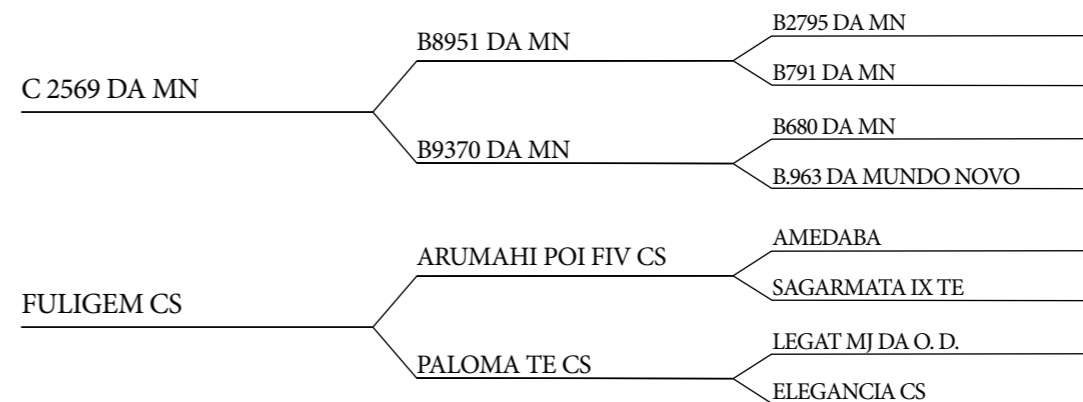 B2795 DA MN
B8951 DA MN
B791 DA MN
C 2569 DA MN
B680 DA MN
B9370 DA MN
B.963 DA MUNDO NOVO
AMEDABA
ARUMAHI POI FIV CS
SAGARMATA IX TE
FULIGEM CS
LEGAT MJ DA O. D.
PALOMA TE CS
ELEGANCIA CS